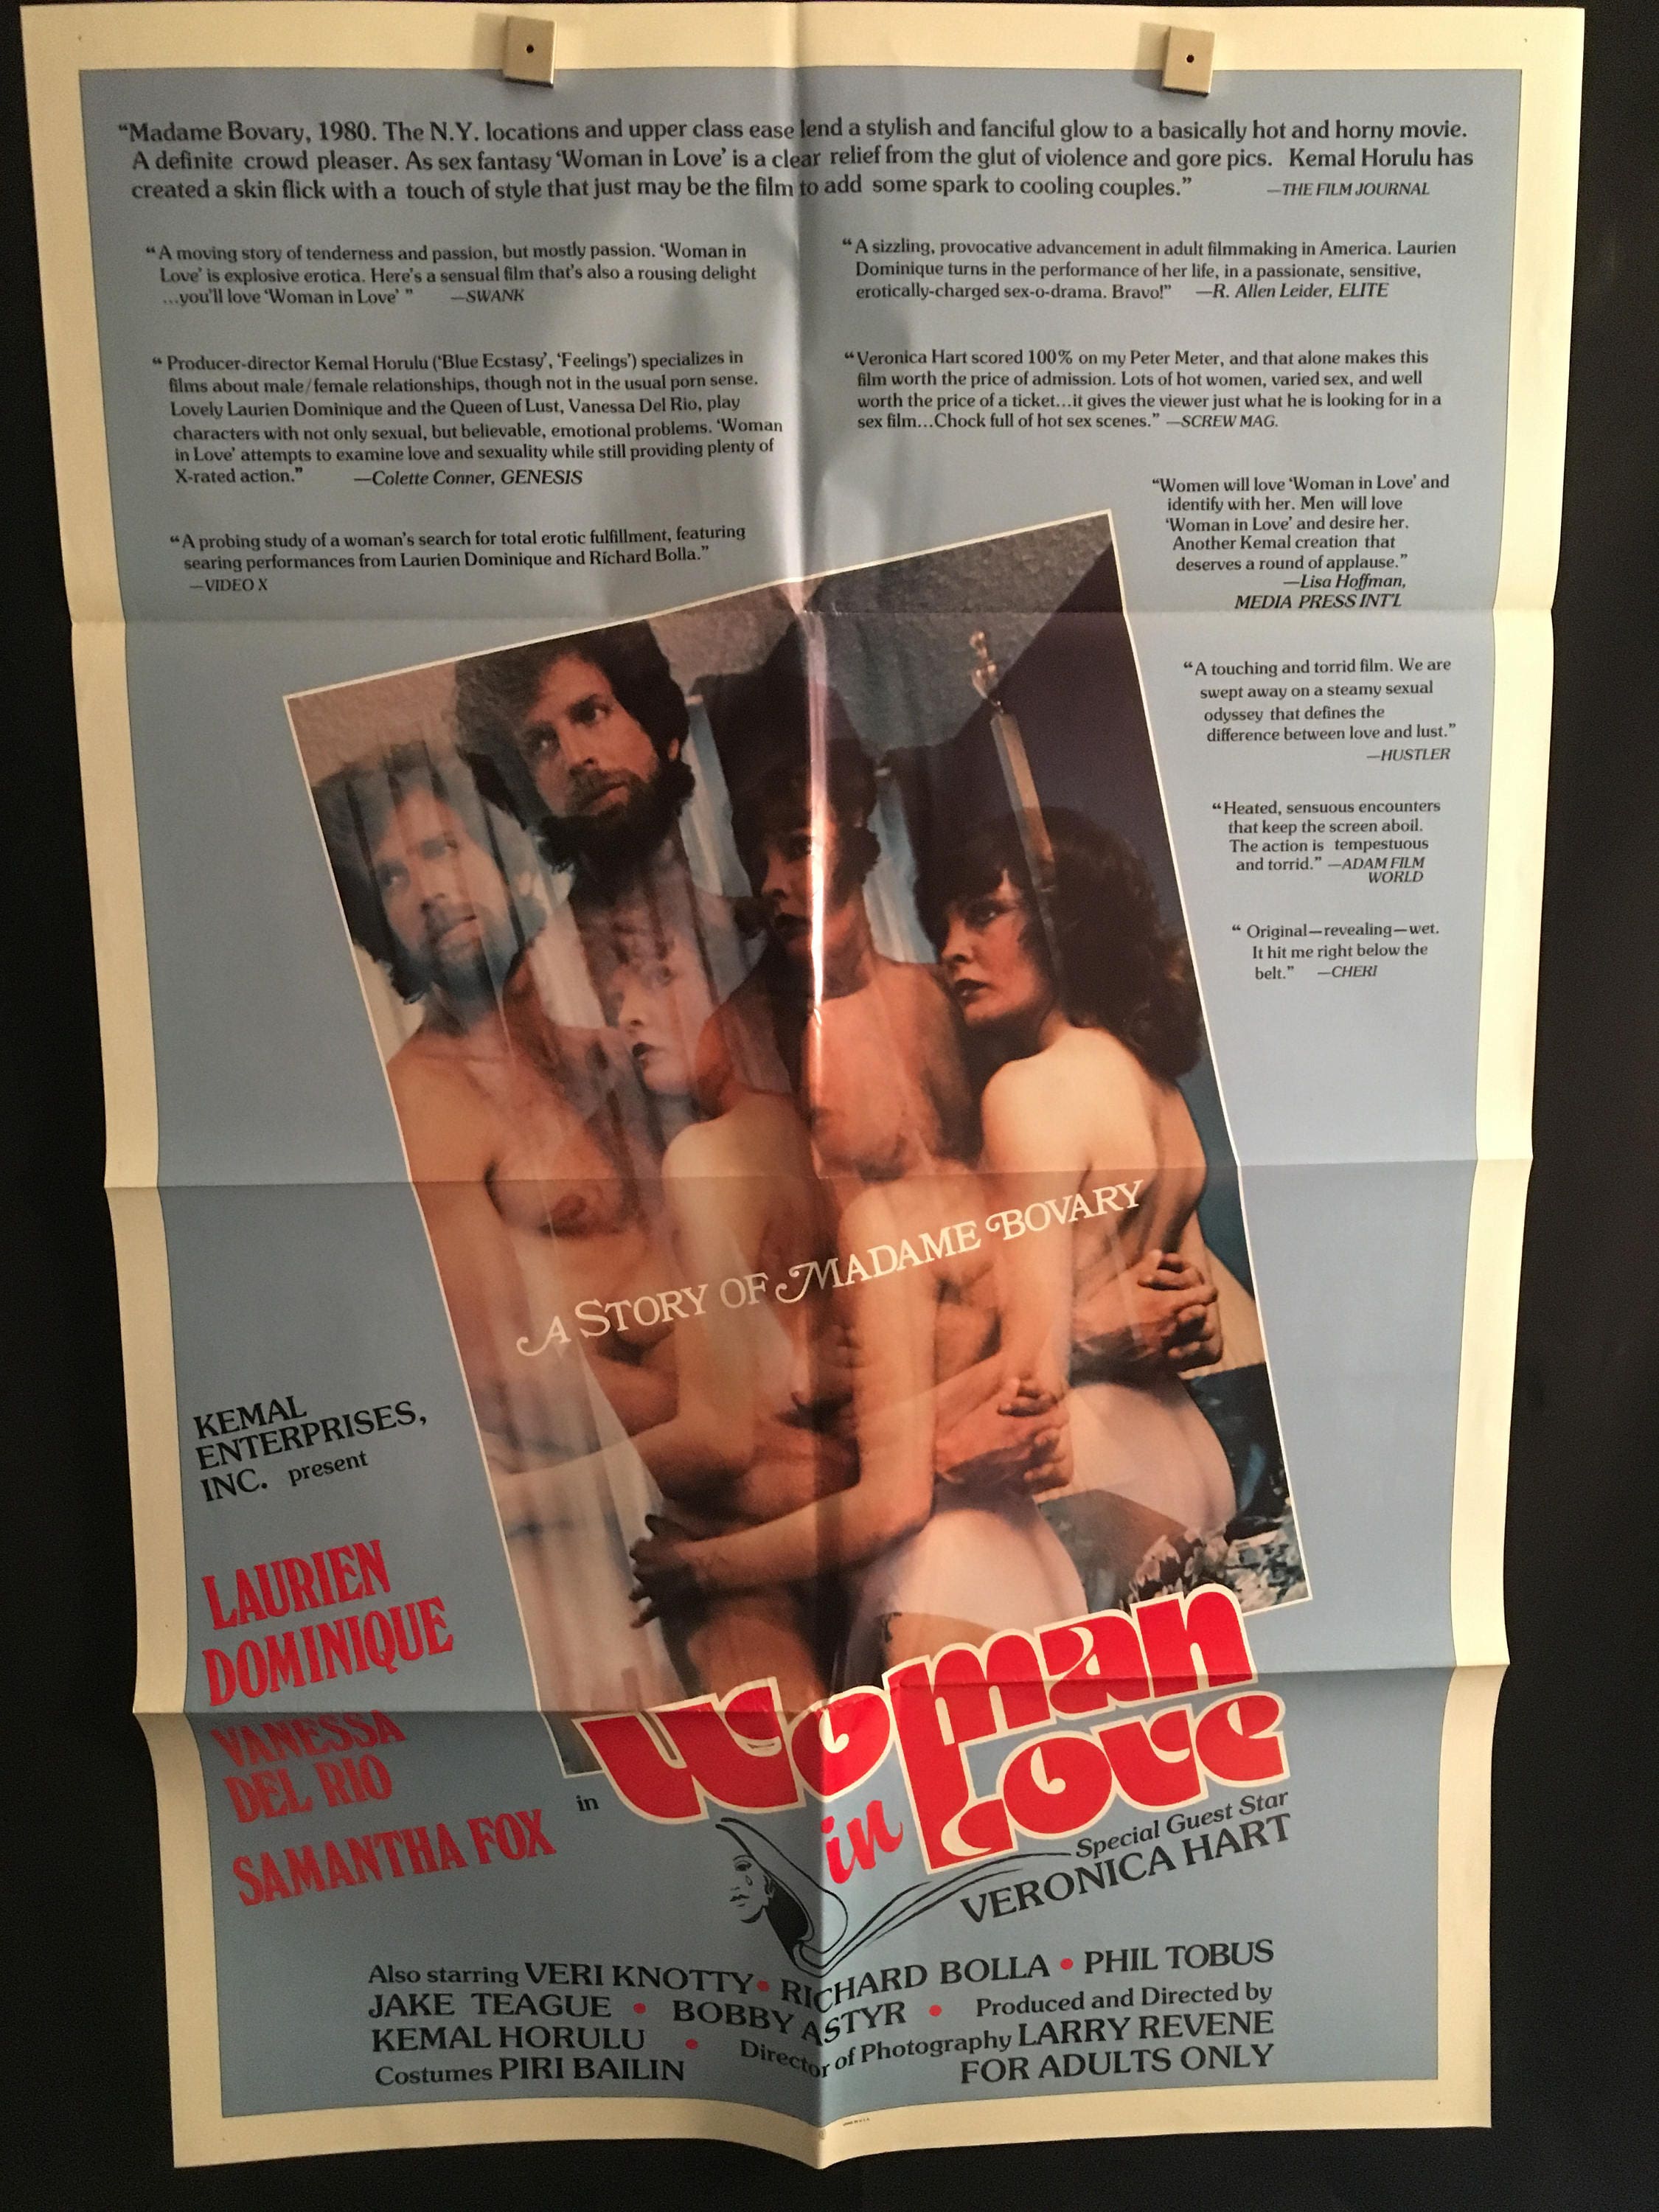 “Madame Bovary, 1980. The N.Y. locations and upper class ease lend a stylish and fanciful glow to a basically hot and horny movie.
A definite crowd pleaser. As sex fantasy ‘Woman in Love’ is a clear relief from the glut of violence and gore pics. Kemal Horulu has
created a skin flick with a touch of style that just may be the film to add some spark to cooling couples.” —THE FILM JOURNAL
“A moving story of tenderness and passion, but mostly passion. ‘Woman in
Love’ is explosive erotica. Here's a sensual film that's also a rousing delight
...you'll love ‘Woman in Love’ ” —SWANK
“A sizzling, provocative advancement in adult filmmaking in America. Laurien
Dominique turns in the performance of her life, in a passionate, sensitive,
erotically-charged sex-o-drama. Bravo!” —R. Allen Leider, ELITE
“Producer-director Kemal Horulu (‘Blue Ecstasy’, ‘Feelings’) specializes in
films about male/female relationships, though not in the usual porn sense.
Lovely Laurien Dominique and the Queen of Lust, Vanessa Del Rio, play
characters with not only sexual, but believable, emotional problems. ‘Woman
in Love’ attempts to examine love and sexuality while still providing plenty of
X-rated action.” —Colette Conner, GENESIS
“Veronica Hart scored 100% on my Peter Meter, and that alone makes this
film worth the price of admission. Lots of hot women, varied sex, and well
worth the price of a ticket...it gives the viewer just what he is looking for in a
sex film...Chock full of hot sex scenes.” —SCREW MAG.
“A probing study of a woman's search for total erotic fulfillment, featuring
searing performances from Laurien Dominique and Richard Bolla.”
—VIDEO X
“Women will love ‘Woman in Love’ and
identify with her. Men will love
‘Woman in Love’ and desire her.
Another Kemal creation that
deserves a round of applause.”
—Lisa Hoffman,
MEDIA PRESS INT'L
“A touching and torrid film. We are
swept away on a steamy sexual
odyssey that defines the
difference between love and lust.”
—HUSTLER
“Heated, sensuous encounters
that keep the screen aboil.
The action is tempestuous
and torrid.” —ADAM FILM
WORLD
“Original—revealing—wet.
It hit me right below the
belt.” —CHERI
A STORY OF MADAME BOVARY
KEMAL
ENTERPRISES,
INC. present
LAURIEN
DOMINIQUE
VANESSA
DEL RIO
SAMANTHA FOX
in
Woman
in Love
Special Guest Star
VERONICA HART
Also starring VERI KNOTTY • RICHARD BOLLA • PHIL TOBUS
JAKE TEAGUE • BOBBY ASTYR • Produced and Directed by
KEMAL HORULU • Director of Photography LARRY REVENE
Costumes PIRI BAILIN FOR ADULTS ONLY